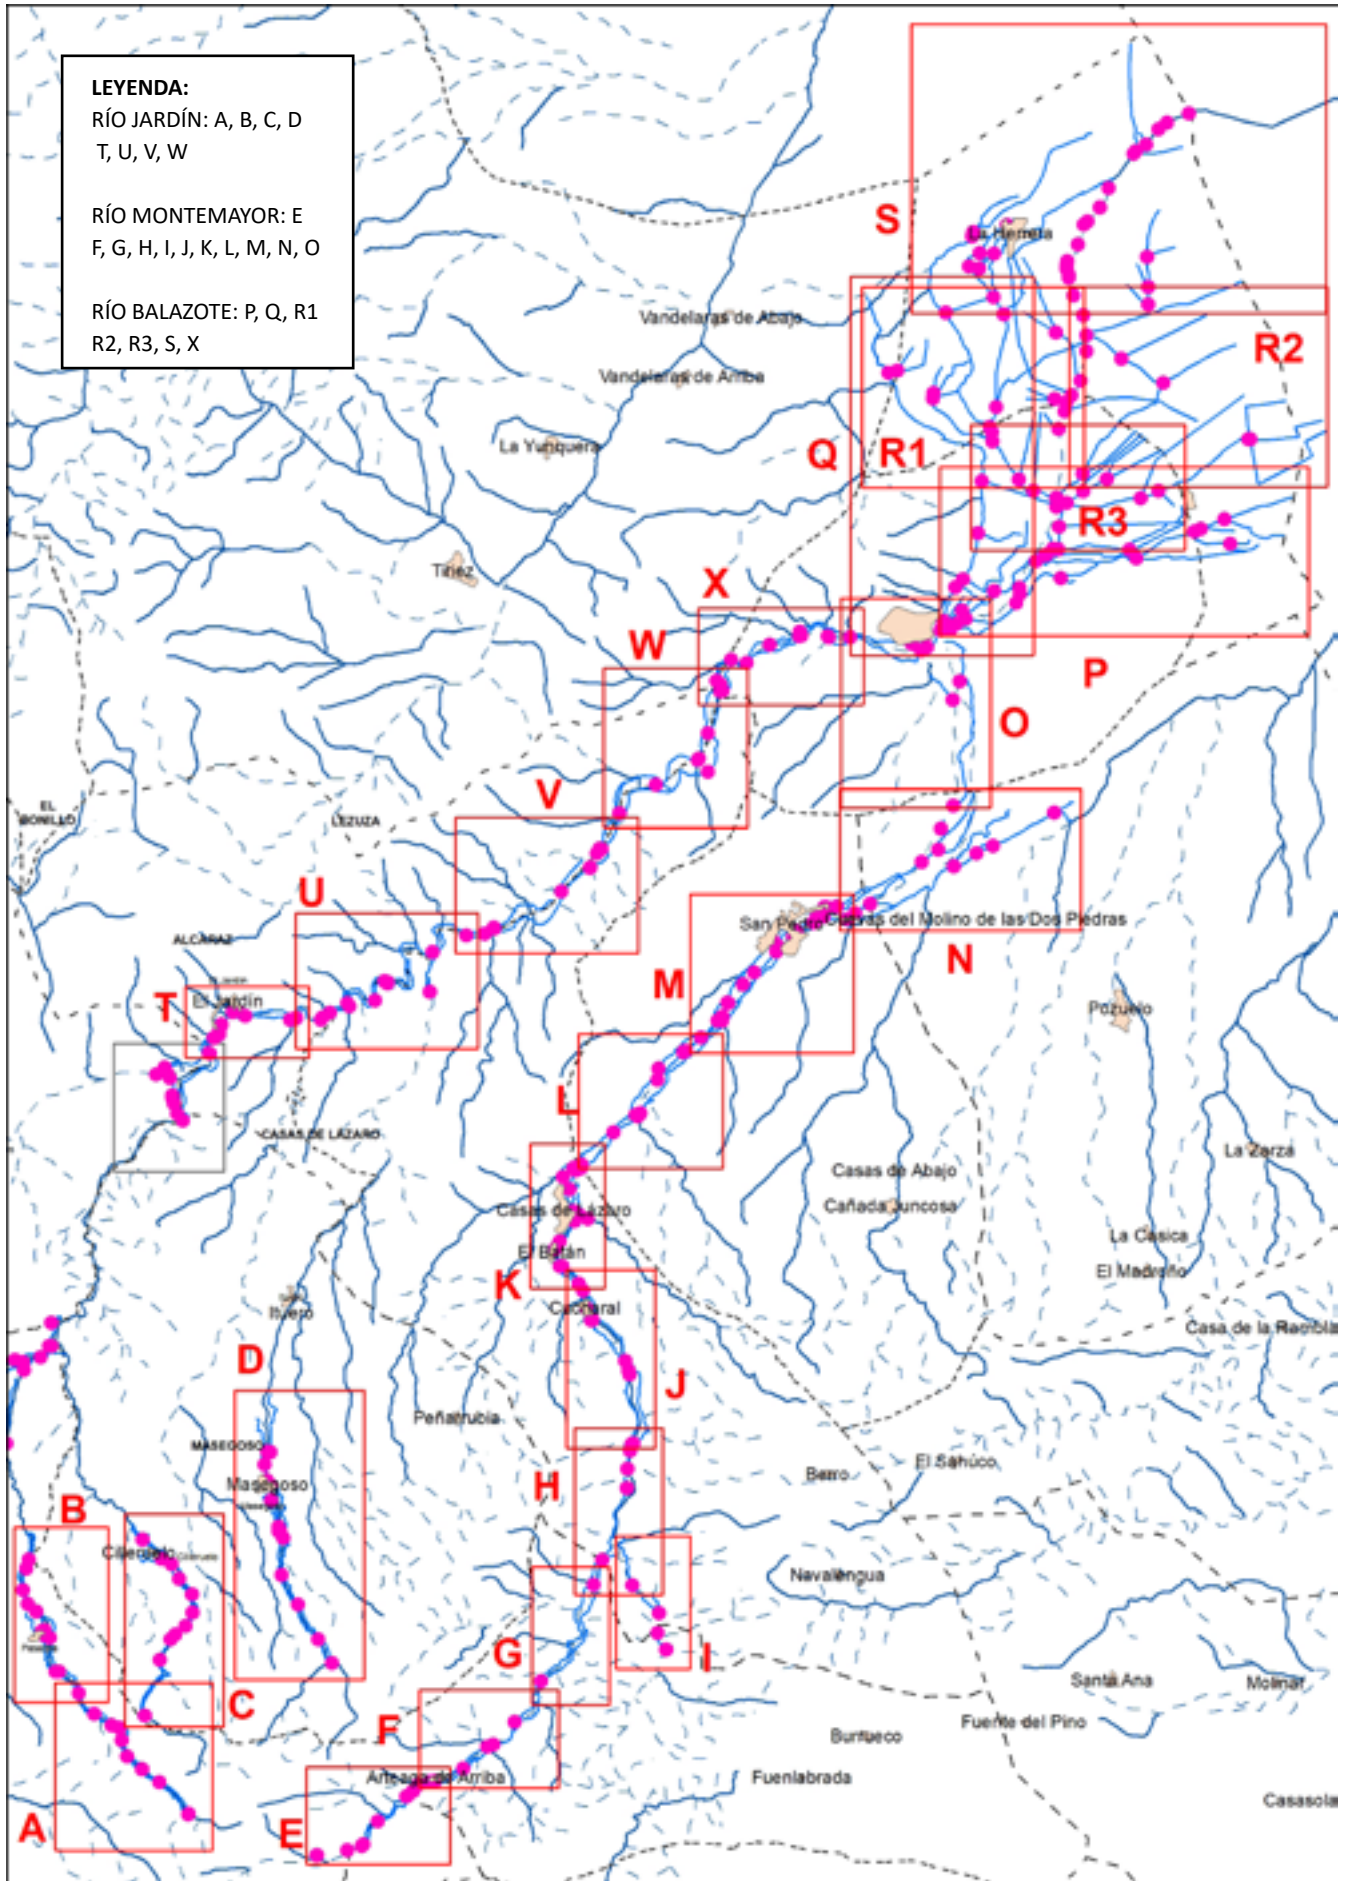 LEYENDA:
RÍO JARDÍN: A, B, C, D
T, U, V, W
RÍO MONTEMAYOR: E
F, G, H, I, J, K, L, M, N, O
RÍO BALAZOTE: P, Q, R1
R2, R3, S, X
S
La Herrera
Vandelaras de Abajo
R2
Vandelaras de Arriba
La Yunquera
Q
R1
R3
Tiriez
X
W
P
O
V
EL
BONILLO
LEZUZA
U
San Pedro
Cuevas del Molino de las Dos Piedras
ALCARAZ
N
M
T
El Jardín
Pozuelo
L
CASAS DE LÁZARO
La Zarza
Casas de Abajo
Cañada Juncosa
Casas de Lázaro
La Casica
El Batán
El Madroño
K
Ituero
Cucharal
Casa de la Rambla
D
J
Peñarrubia
MASEGOSO
El Sahúco
Berro
Masegoso
H
B
Cilleruelo
Navalengua
G
I
Santa Ana
Molinar
C
Fuente del Pino
F
Burrueco
Arteaga de Arriba
Fuenlabrada
Casasola
A
E